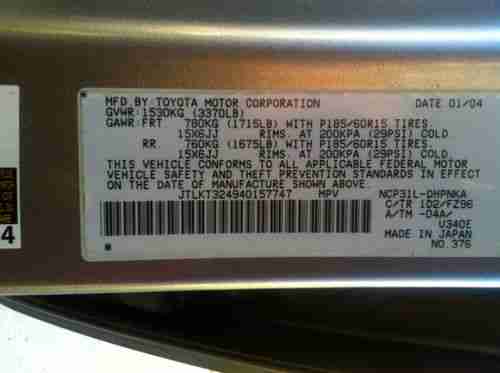 MFD. BY: TOYOTA MOTOR CORPORATION DATE 01/04
GVWR: 1530KG (3370LB)
GAWR: FRT 780KG (1715LB) WITH P185/60R15 TIRES.
15X6JJ RIMS. AT 200KPA (29PSI) COLD
RR 760KG (1675LB) WITH P185/60R15 TIRES.
15X6JJ RIMS. AT 200KPA (29PSI) COLD
THIS VEHICLE CONFORMS TO ALL APPLICABLE FEDERAL MOTOR
VEHICLE SAFETY AND THEFT PREVENTION STANDARDS IN EFFECT
ON THE DATE OF MANUFACTURE SHOWN ABOVE.
JTLKT324940157747 MPV NCP31L-DHPNKA
C/TR 1D2/FZ96
A/TM -04A/
V340E
MADE IN JAPAN
NO. 376
4